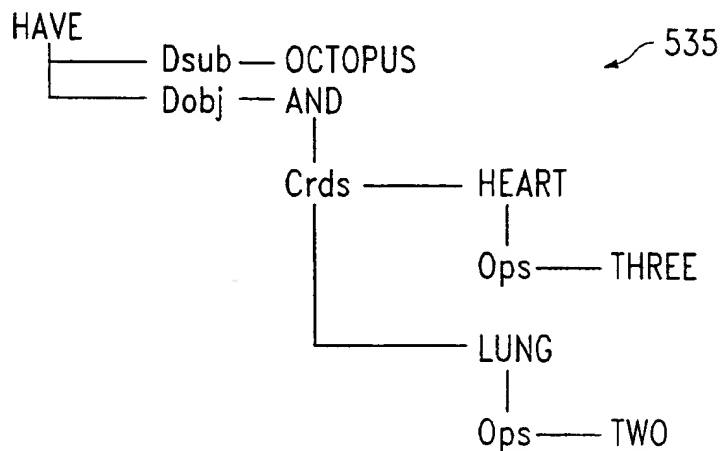 HAVE
535
Dsub OCTOPUS
Dobj AND
Crds HEART
Ops THREE
LUNG
Ops TWO